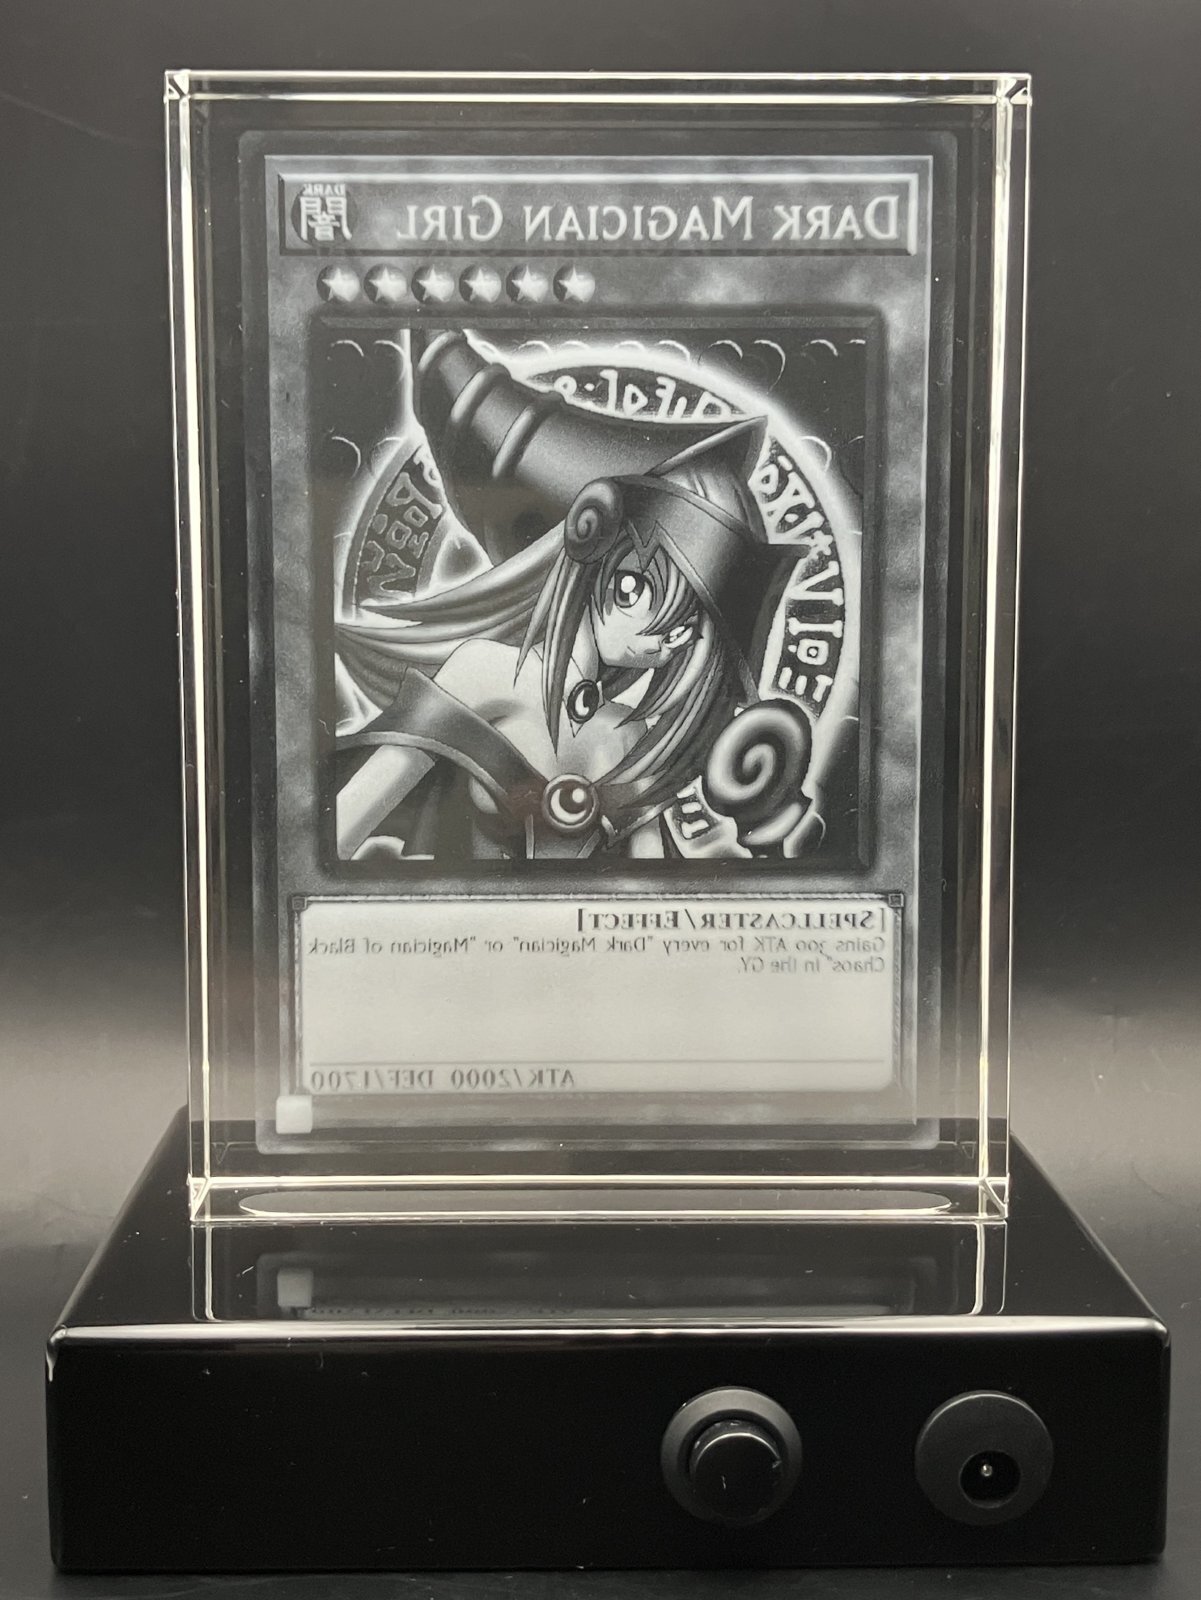 DARK MAGICIAN GIRL
DARK
闇
[SPELLCASTER/EFFECT]
Gains 300 ATK for every "Dark Magician" or "Magician of Black
Chaos" in the GY.
ATK/2000 DEF/1700